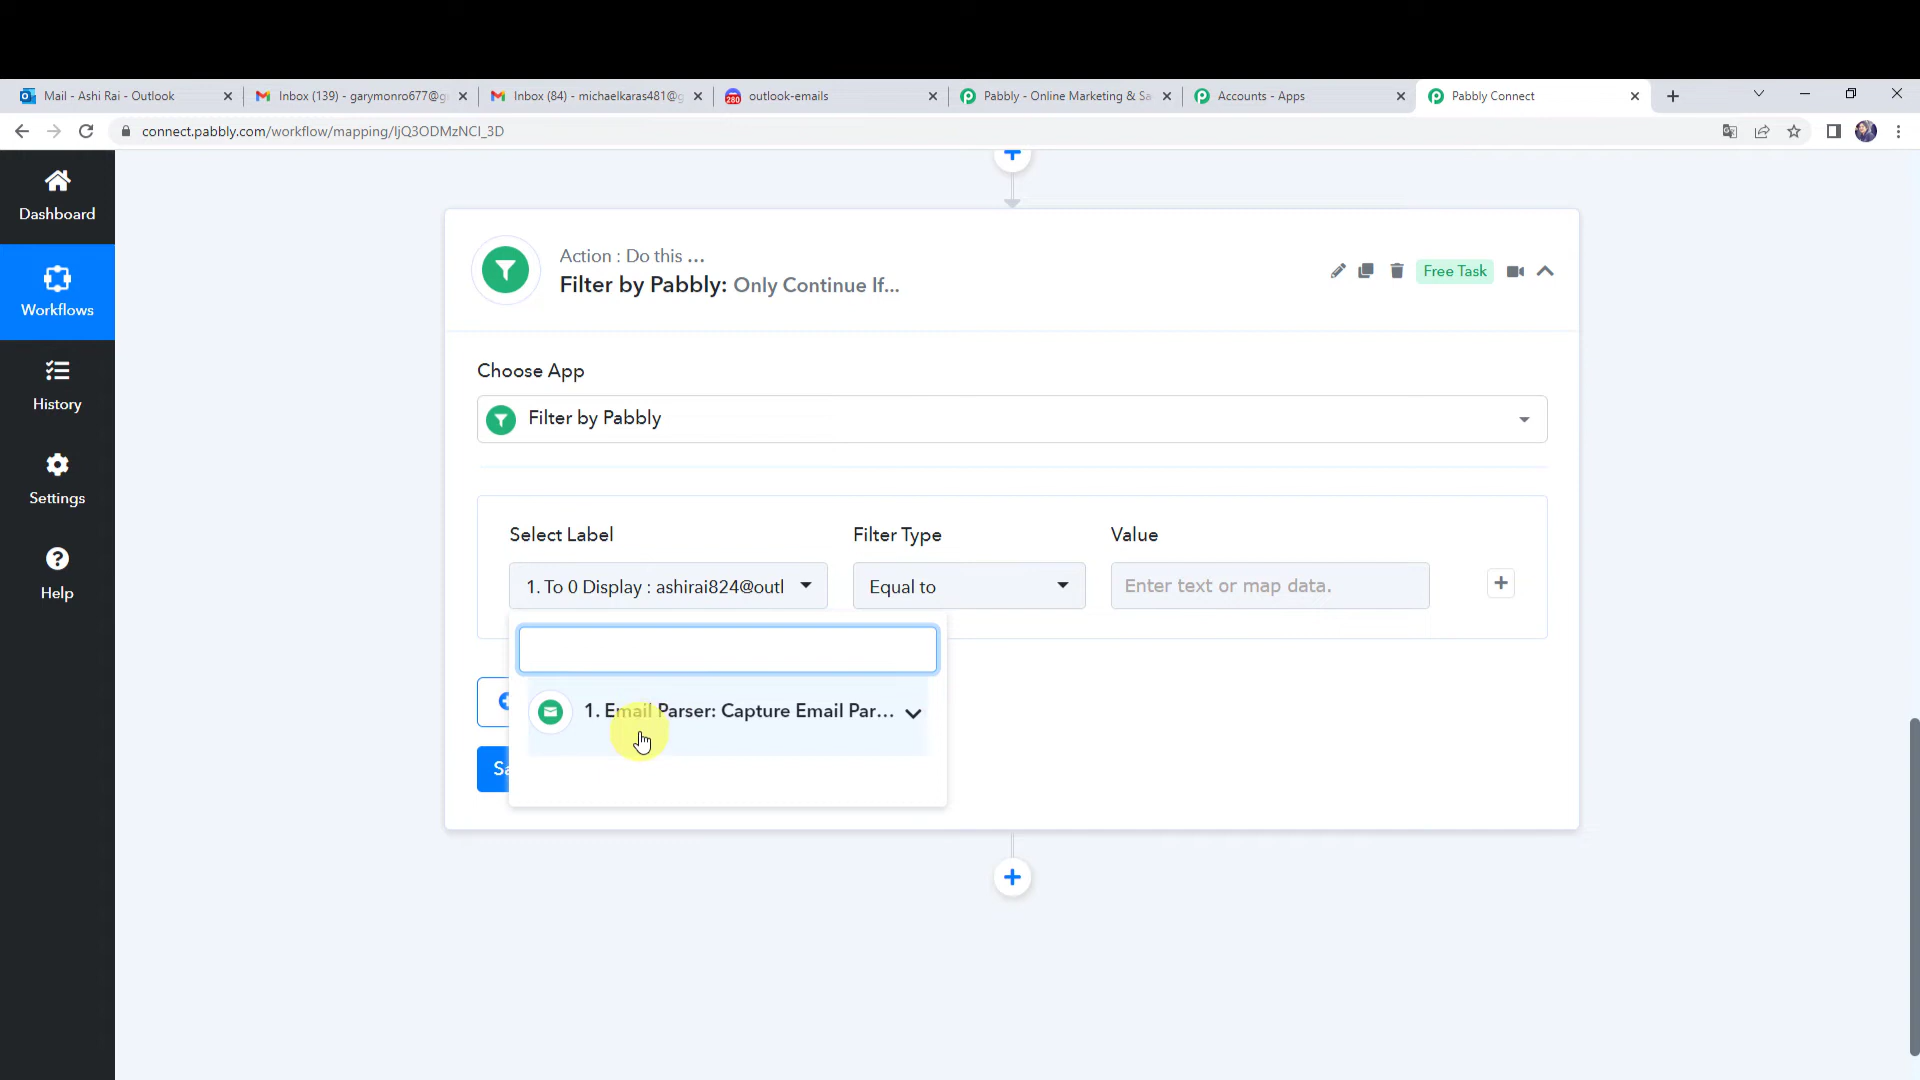 Mail - Ashi Rai - Outlook
Inbox (139) - garymonro677@g
Inbox (84) - michaelkaras481@g
280
outlook-emails
Pabbly - Online Marketing & Sa
Accounts - Apps
Pabbly Connect
connect.pabbly.com/workflow/mapping/IjQ3ODMzNCI_3D
Dashboard
Workflows
History
Settings
Help
Action : Do this ...
Filter by Pabbly: Only Continue If...
Free Task
Choose App
Filter by Pabbly
Select Label
Filter Type
Value
1. To 0 Display : ashirai824@outl
Equal to
Enter text or map data.
1. Email Parser: Capture Email Par...
Sa